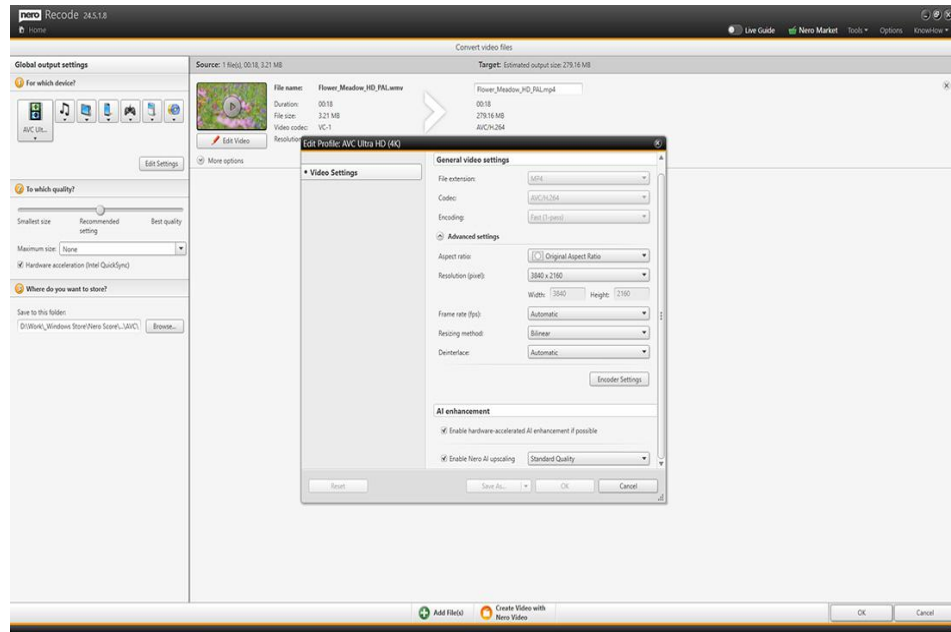 nero Recode 24.5.1.8
Home
Live Guide Nero Market Tools Options KnowHow
Convert video files
Global output settings
For which device?
AVC Ult...
Edit Settings
To which quality?
Smallest size Recommended setting Best quality
Maximum size: None
Hardware acceleration (Intel QuickSync)
Where do you want to store?
Save to this folder:
D:\Work\_Windows Store\Nero Score\...\AVC\ Browse...
Source: 1 file(s), 00:18, 3.21 MB Target: Estimated output size: 279.16 MB
File name: Flower_Meadow_HD_PAL.wmv Flower_Meadow_HD_PAL.mp4
Duration: 00:18 00:18
File size: 3.21 MB 279.16 MB
Video codec: VC-1 AVC/H.264
Edit Video
More options
Edit Profile: AVC Ultra HD (4K)
Video Settings
General video settings
File extension: MP4
Codec: AVC/H.264
Encoding: Fast (1-pass)
Advanced settings
Aspect ratio: Original Aspect Ratio
Resolution (pixel): 3840 x 2160
Width: 3840 Height: 2160
Frame rate (fps): Automatic
Resizing method: Bilinear
Deinterlace: Automatic
Encoder Settings
AI enhancement
Enable hardware-accelerated AI enhancement if possible
Enable Nero AI upscaling Standard Quality
Reset Save As... OK Cancel
Add File(s) Create Video with Nero Video
OK Cancel